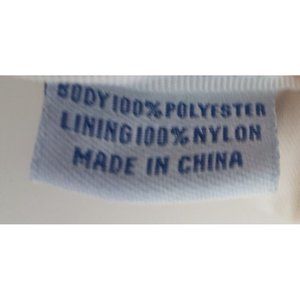 BODY100%POLYESTER
LINING100%NYLON
MADE IN CHINA